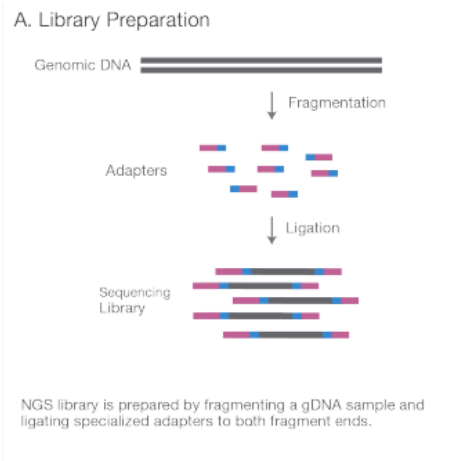 A. Library Preparation
Genomic DNA
Fragmentation
Adapters
Ligation
Sequencing
Library
NGS library is prepared by fragmenting a gDNA sample and
ligating specialized adapters to both fragment ends.